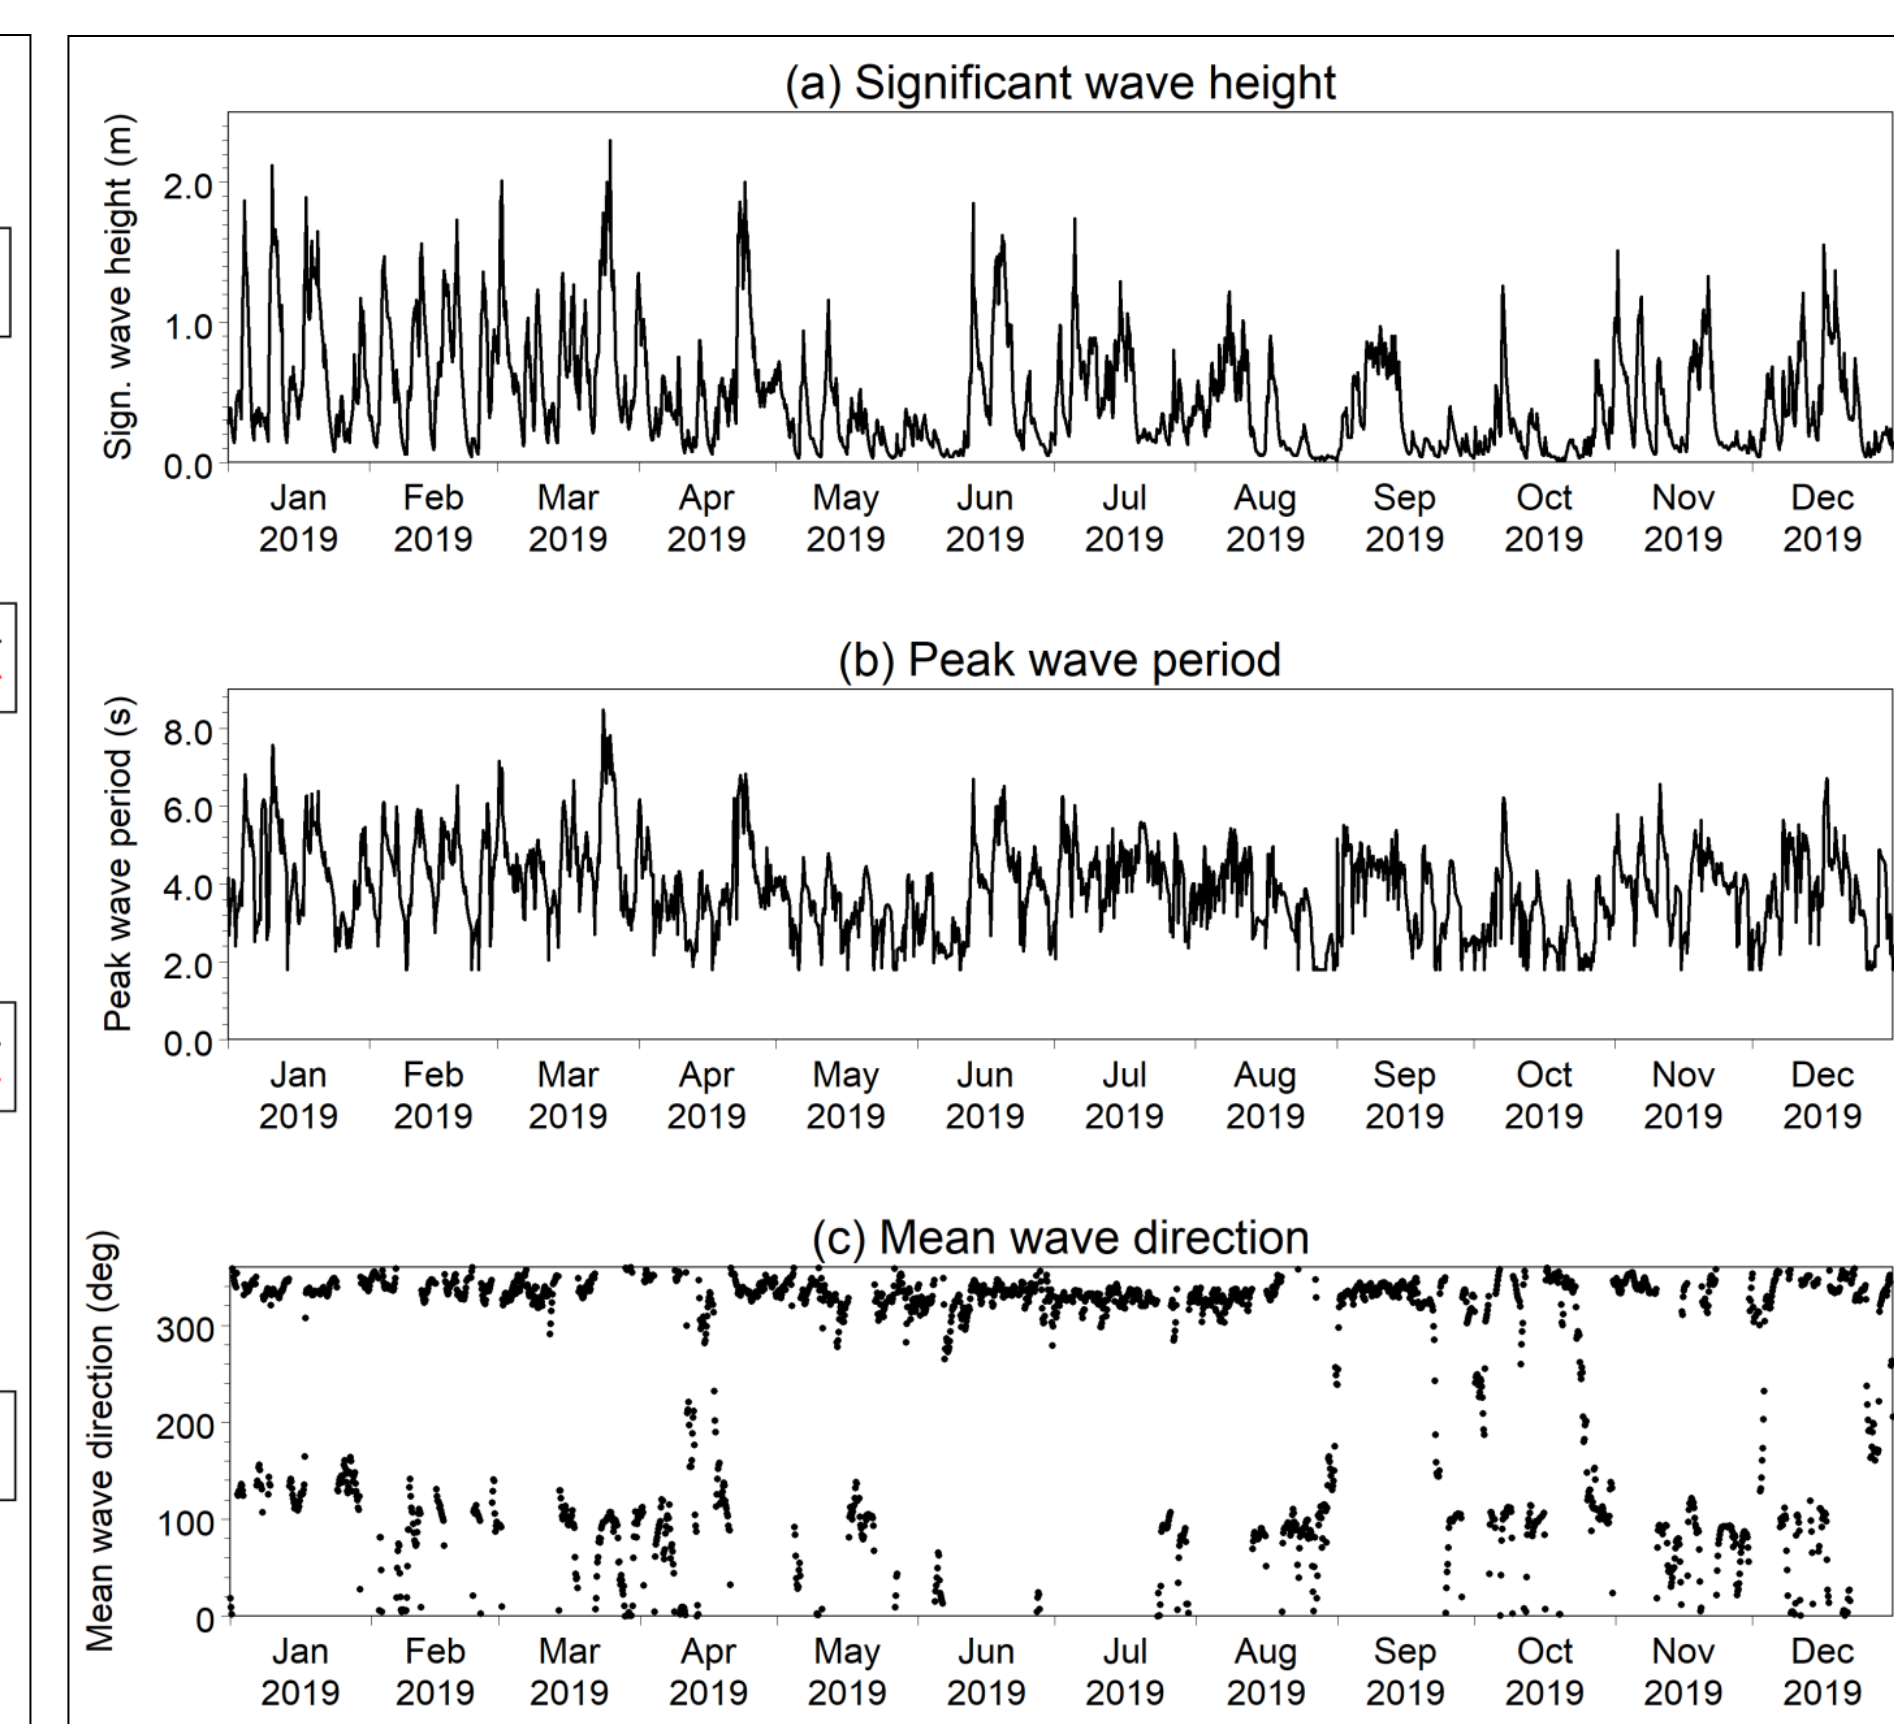 (a) Significant wave height
Sign. wave height (m)
2.0
1.0
0.0
Jan Feb Mar Apr May Jun Jul Aug Sep Oct Nov Dec
2019 2019 2019 2019 2019 2019 2019 2019 2019 2019 2019 2019
(b) Peak wave period
Peak wave period (s)
8.0
6.0
4.0
2.0
0.0
Jan Feb Mar Apr May Jun Jul Aug Sep Oct Nov Dec
2019 2019 2019 2019 2019 2019 2019 2019 2019 2019 2019 2019
(c) Mean wave direction
Mean wave direction (deg)
300
200
100
0
Jan Feb Mar Apr May Jun Jul Aug Sep Oct Nov Dec
2019 2019 2019 2019 2019 2019 2019 2019 2019 2019 2019 2019